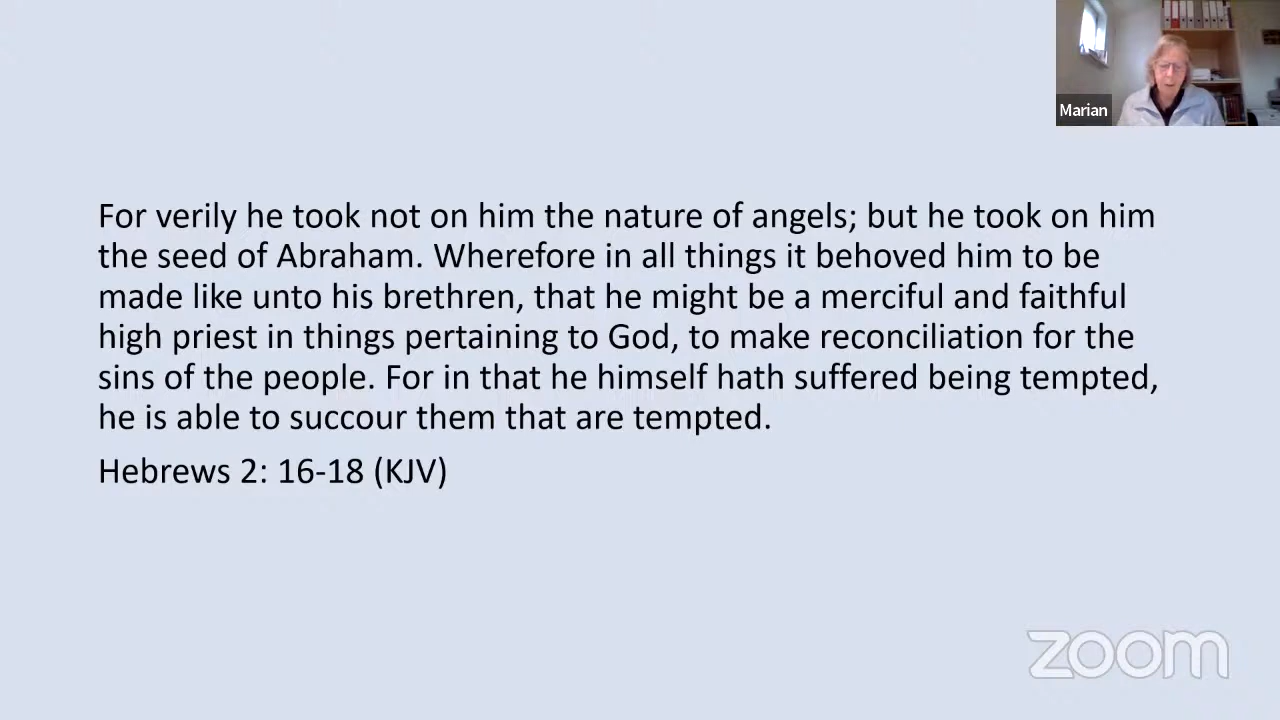 Marian
For verily he took not on him the nature of angels; but he took on him
the seed of Abraham. Wherefore in all things it behoved him to be
made like unto his brethren, that he might be a merciful and faithful
high priest in things pertaining to God, to make reconciliation for the
sins of the people. For in that he himself hath suffered being tempted,
he is able to succour them that are tempted.
Hebrews 2: 16-18 (KJV)
zoom